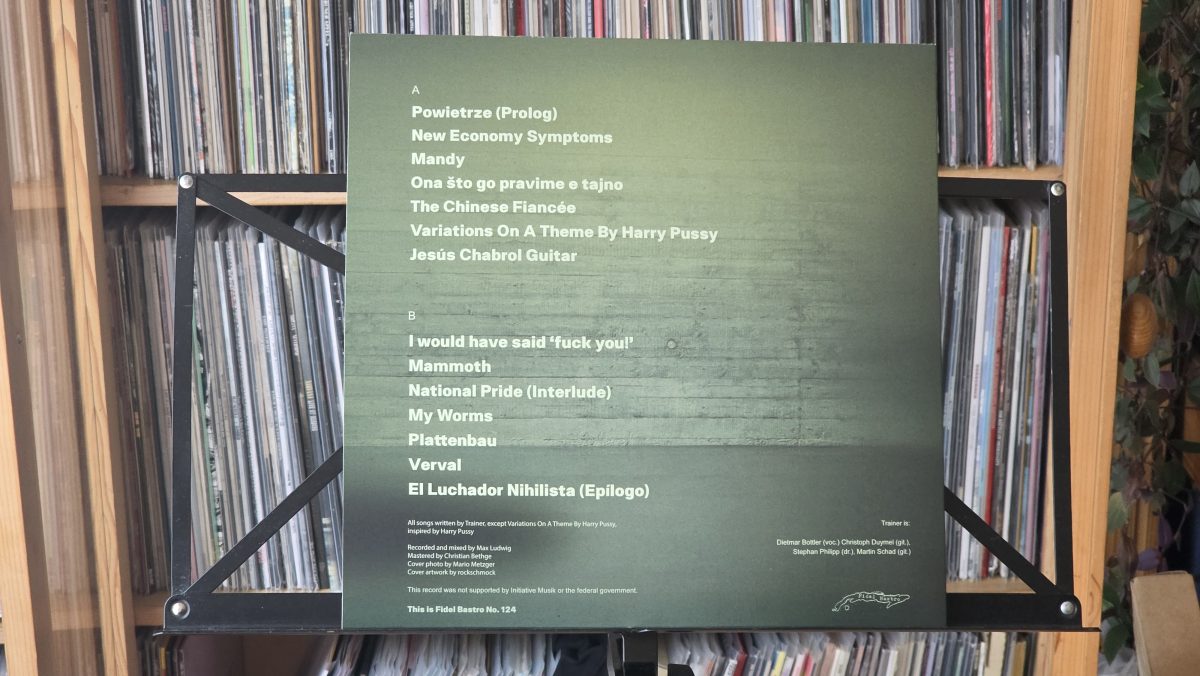 A
Powietrze (Prolog)
New Economy Symptoms
Mandy
Ona što go pravime e tajno
The Chinese Fiancée
Variations On A Theme By Harry Pussy
Jesús Chabrol Guitar
B
I would have said ‘fuck you!’
Mammoth
National Pride (Interlude)
My Worms
Plattenbau
Verval
El Luchador Nihilista (Epílogo)
All songs written by Trainer, except Variations On A Theme By Harry Pussy,
inspired by Harry Pussy
Recorded and mixed by Max Ludwig
Mastered by Christian Bethge
Cover photo by Mario Metzger
Cover artwork by rockschmock
This record was not supported by Initiative Musik or the federal government.
This is Fidel Bastro No. 124
Trainer is:
Dietmar Bottler (voc.) Christoph Duymel (git.),
Stephan Philipp (dr.), Martin Schad (git.)
Fidel Bastro